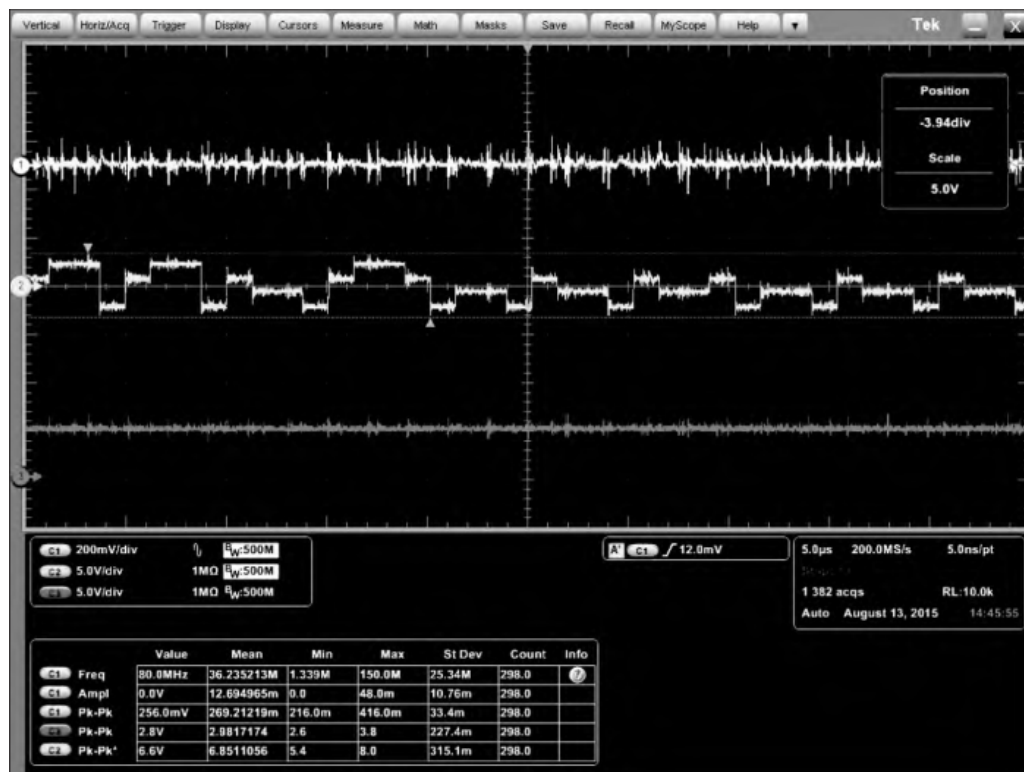 Vertical Horiz/Acq Trigger Display Cursors Measure Math Masks Save Recall MyScope Help Tek
Position
-3.94div
Scale
5.0V
1
2
3
C1 200mV/div BW:500M
C2 5.0V/div 1MΩ BW:500M
5.0V/div 1MΩ BW:500M
A' C1 12.0mV
5.0µs 200.0MS/s 5.0ns/pt
1 382 acqs RL:10.0k
Auto August 13, 2015 14:45:55
Value Mean Min Max St Dev Count Info
C1 Freq 80.0MHz 36.235213M 1.339M 150.0M 25.34M 298.0 ?
C1 Ampl 0.0V 12.694965m 0.0 48.0m 10.76m 298.0
C1 Pk-Pk 256.0mV 269.21219m 216.0m 416.0m 33.4m 298.0
Pk-Pk 2.8V 2.9817174 2.6 3.8 227.4m 298.0
C2 Pk-Pk* 6.6V 6.8511056 5.4 8.0 315.1m 298.0